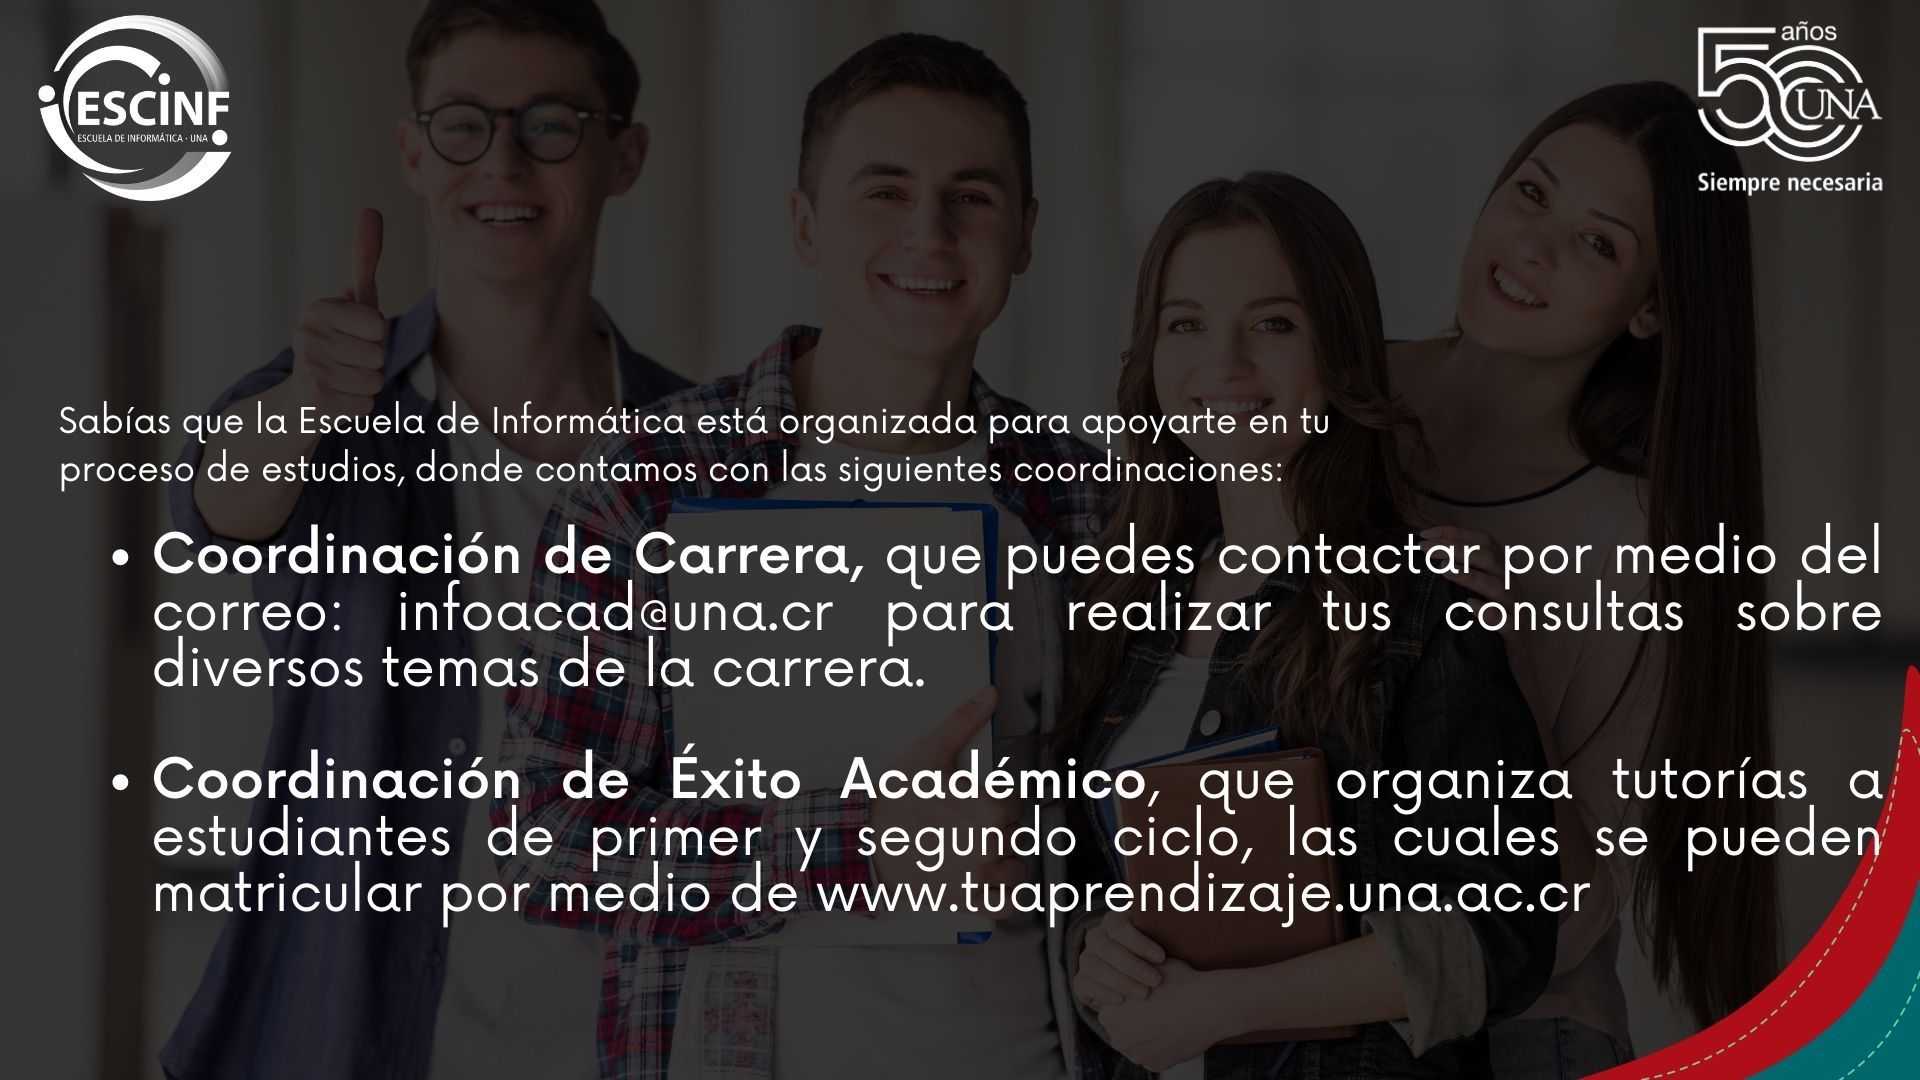 ESCINF
ESCUELA DE INFORMÁTICA - UNA
50 años
UNA
Siempre necesaria
Sabías que la Escuela de Informática está organizada para apoyarte en tu
proceso de estudios, donde contamos con las siguientes coordinaciones:
• Coordinación de Carrera, que puedes contactar por medio del
correo: infoacad@una.cr para realizar tus consultas sobre
diversos temas de la carrera.
• Coordinación de Éxito Académico, que organiza tutorías a
estudiantes de primer y segundo ciclo, las cuales se pueden
matricular por medio de www.tuaprendizaje.una.ac.cr